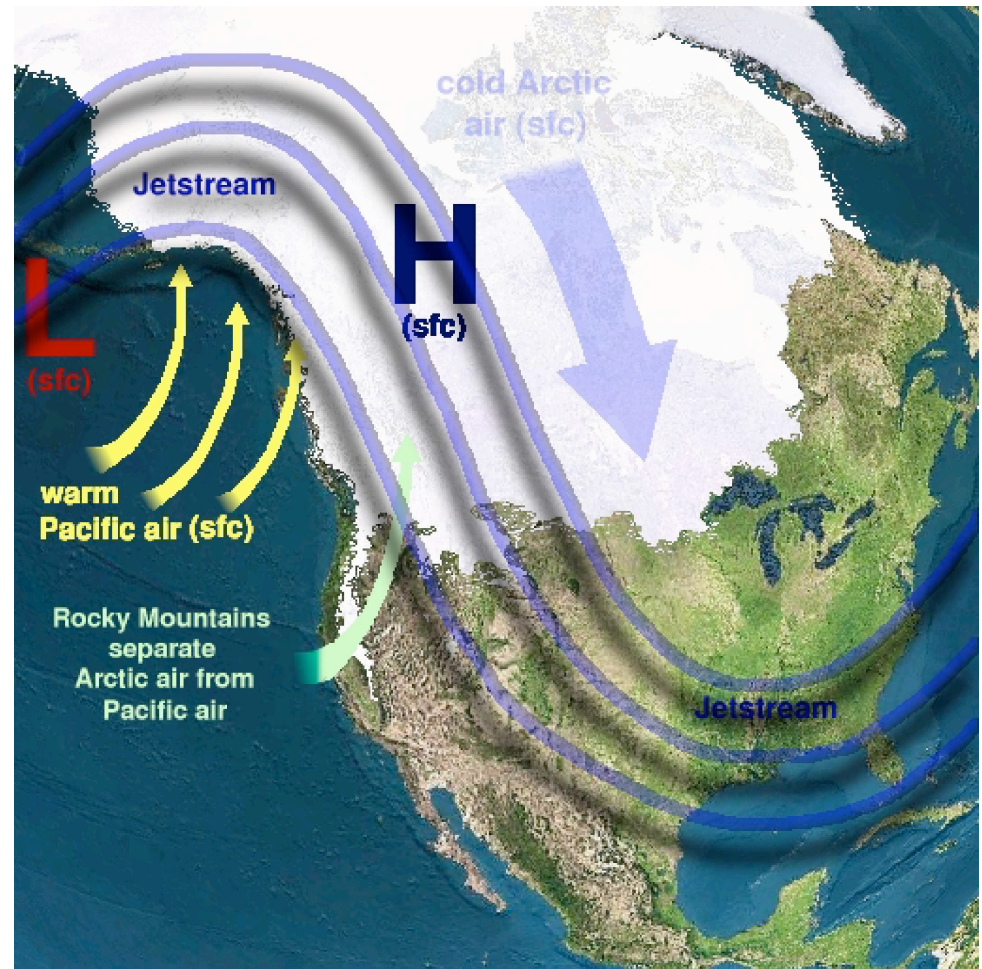 cold Arctic
air (sfc)
Jetstream
H
(sfc)
L
(sfc)
warm
Pacific air (sfc)
Rocky Mountains
separate
Arctic air from
Pacific air
Jetstream